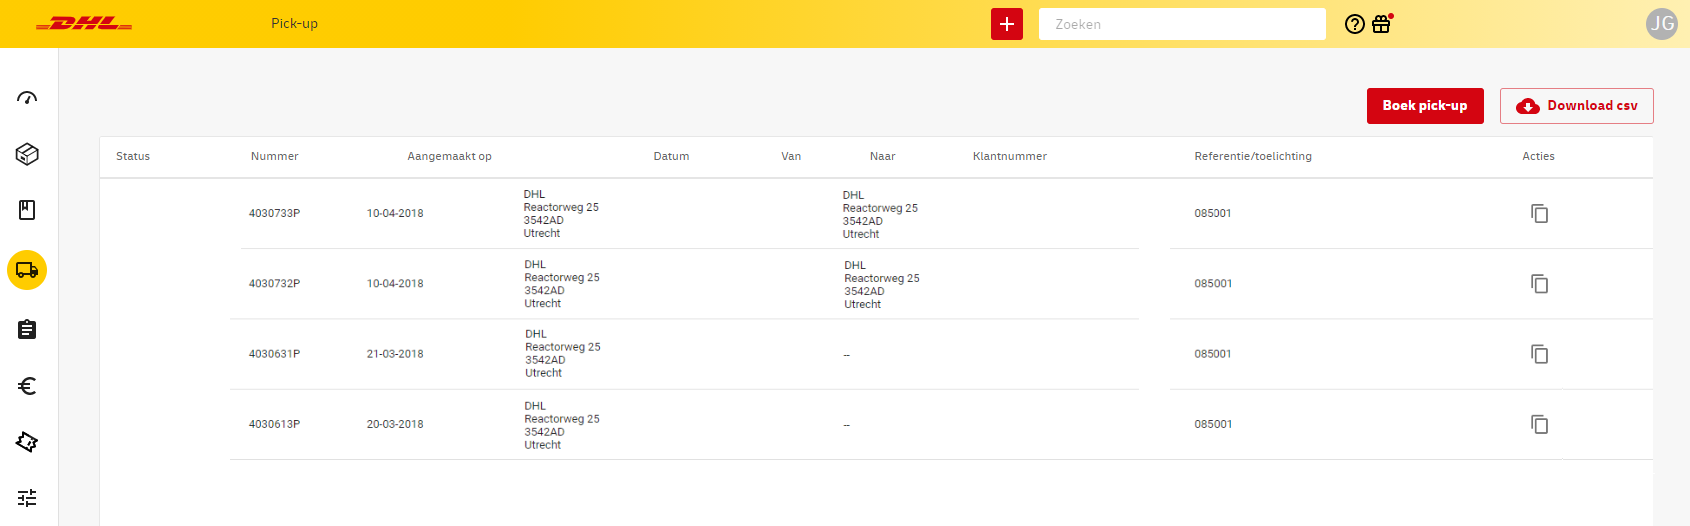 DHL
Pick-up
Zoeken
JG
Boek pick-up
Download csv
Status Nummer Aangemaakt op Datum Van Naar Klantnummer Referentie/toelichting Acties
4030733P 10-04-2018
DHL
Reactorweg 25
3542AD
Utrecht
DHL
Reactorweg 25
3542AD
Utrecht
085001
4030732P 10-04-2018
DHL
Reactorweg 25
3542AD
Utrecht
DHL
Reactorweg 25
3542AD
Utrecht
085001
4030631P 21-03-2018
DHL
Reactorweg 25
3542AD
Utrecht
--
085001
4030613P 20-03-2018
DHL
Reactorweg 25
3542AD
Utrecht
--
085001